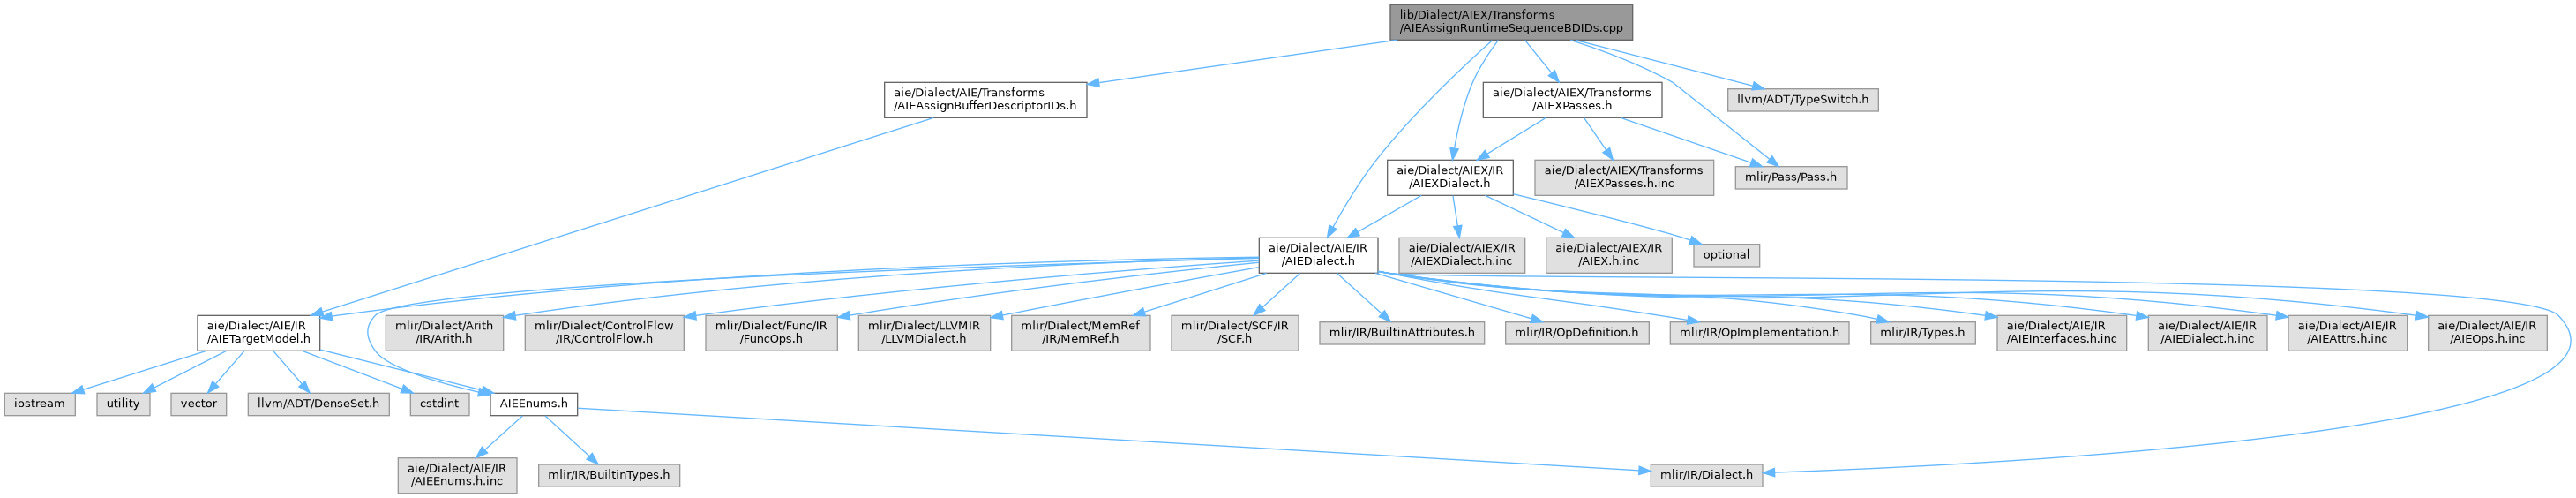 lib/Dialect/AIEX/Transforms
/AIEAssignRuntimeSequenceBDIDs.cpp
aie/Dialect/AIE/Transforms
/AIEAssignBufferDescriptorIDs.h
aie/Dialect/AIEX/Transforms
/AIEXPasses.h
llvm/ADT/TypeSwitch.h
aie/Dialect/AIEX/IR
/AIEXDialect.h
aie/Dialect/AIEX/Transforms
/AIEXPasses.h.inc
mlir/Pass/Pass.h
aie/Dialect/AIE/IR
/AIEDialect.h
aie/Dialect/AIEX/IR
/AIEXDialect.h.inc
aie/Dialect/AIEX/IR
/AIEX.h.inc
optional
aie/Dialect/AIE/IR
/AIETargetModel.h
mlir/Dialect/Arith
/IR/Arith.h
mlir/Dialect/ControlFlow
/IR/ControlFlow.h
mlir/Dialect/Func/IR
/FuncOps.h
mlir/Dialect/LLVMIR
/LLVMDialect.h
mlir/Dialect/MemRef
/IR/MemRef.h
mlir/Dialect/SCF/IR
/SCF.h
mlir/IR/BuiltinAttributes.h
mlir/IR/OpDefinition.h
mlir/IR/OpImplementation.h
mlir/IR/Types.h
aie/Dialect/AIE/IR
/AIEInterfaces.h.inc
aie/Dialect/AIE/IR
/AIEDialect.h.inc
aie/Dialect/AIE/IR
/AIEAttrs.h.inc
aie/Dialect/AIE/IR
/AIEOps.h.inc
iostream
utility
vector
llvm/ADT/DenseSet.h
cstdint
AIEEnums.h
aie/Dialect/AIE/IR
/AIEEnums.h.inc
mlir/IR/BuiltinTypes.h
mlir/IR/Dialect.h